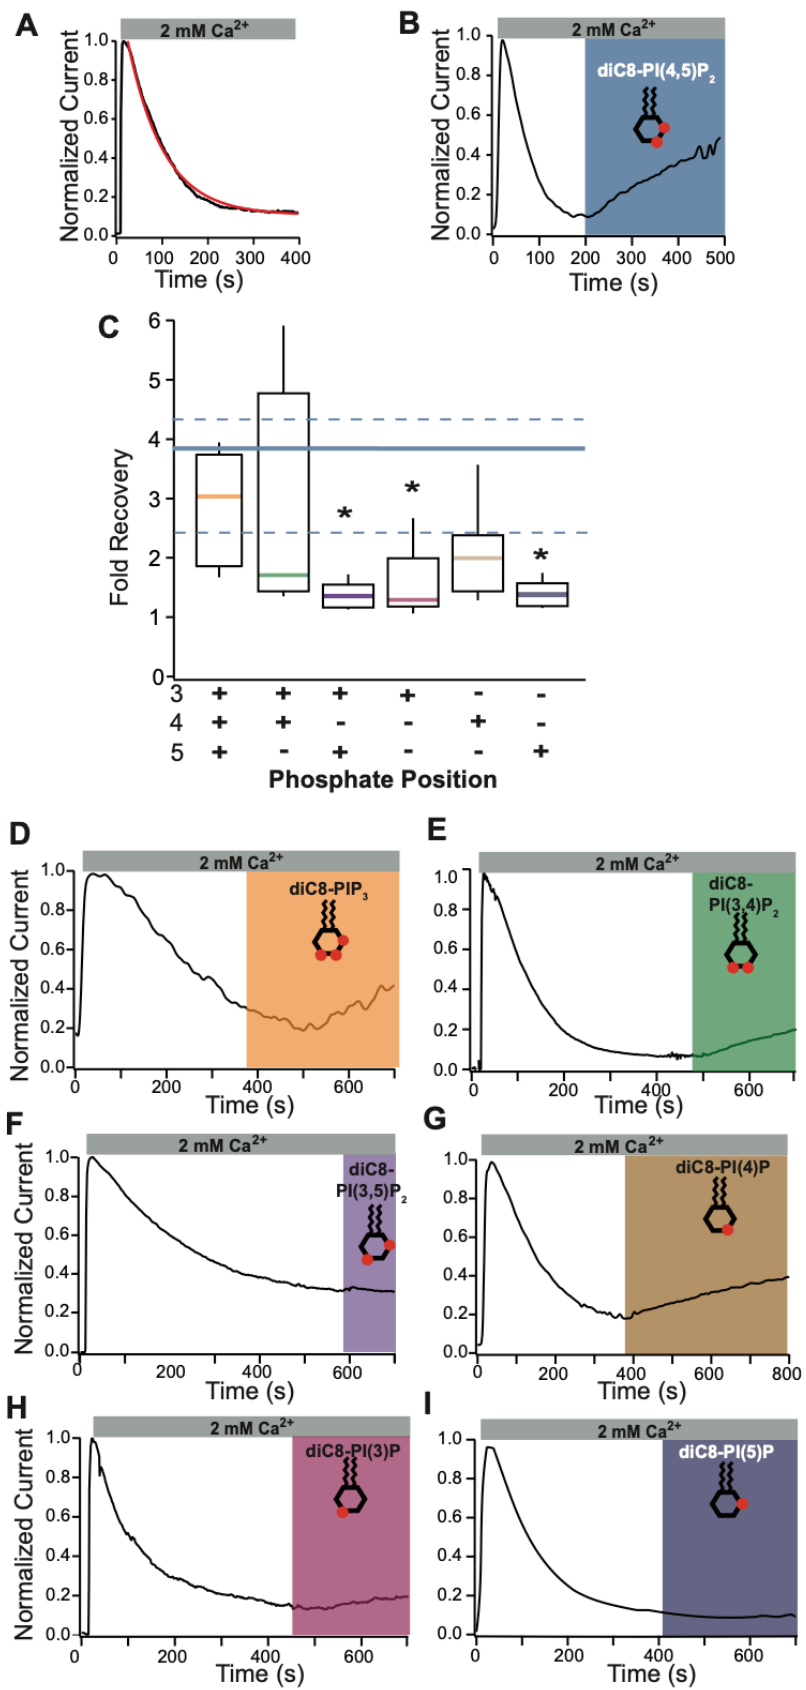 A
2 mM Ca²⁺
Normalized Current
1.0
0.8
0.6
0.4
0.2
0.0
0 100 200 300 400
Time (s)
B
2 mM Ca²⁺
diC8-PI(4,5)P₂
Normalized Current
1.0
0.8
0.6
0.4
0.2
0.0
0 100 200 300 400 500
Time (s)
C
Fold Recovery
6
5
4
3
2
1
0
* * *
3 + + + + - -
4 + + - - + -
5 + - + - - +
Phosphate Position
D
2 mM Ca²⁺
diC8-PIP₃
Normalized Current
1.0
0.8
0.6
0.4
0.2
0.0
0 200 400 600
Time (s)
E
2 mM Ca²⁺
diC8-
PI(3,4)P₂
1.0
0.8
0.6
0.4
0.2
0.0
0 200 400 600
Time (s)
F
2 mM Ca²⁺
diC8-
PI(3,5)P₂
Normalized Current
1.0
0.8
0.6
0.4
0.2
0.0
0 200 400 600
Time (s)
G
2 mM Ca²⁺
diC8-PI(4)P
1.0
0.8
0.6
0.4
0.2
0.0
0 200 400 600 800
Time (s)
H
2 mM Ca²⁺
diC8-PI(3)P
Normalized Current
1.0
0.8
0.6
0.4
0.2
0.0
0 200 400 600
Time (s)
I
2 mM Ca²⁺
diC8-PI(5)P
1.0
0.8
0.6
0.4
0.2
0.0
0 200 400 600
Time (s)